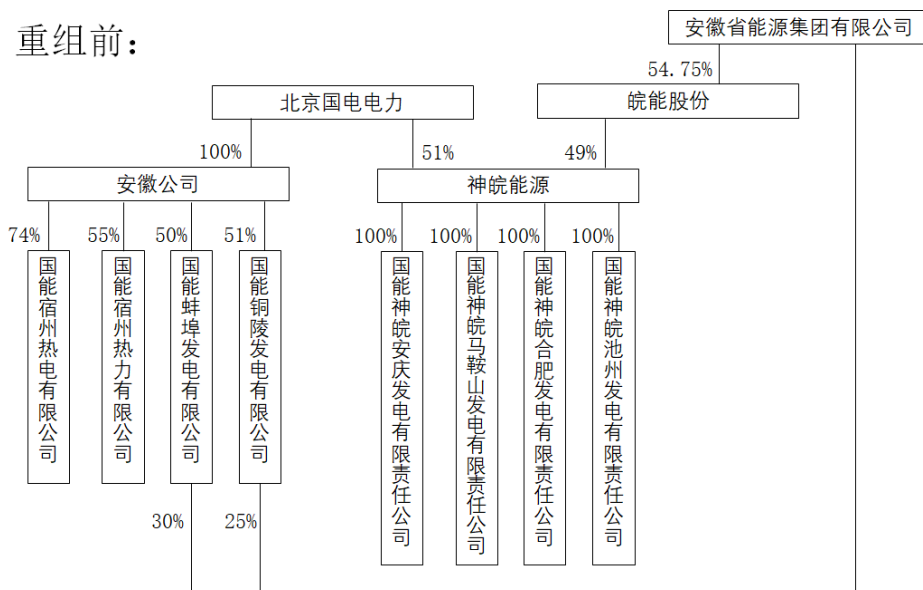 重组前：
安徽省能源集团有限公司
54.75%
北京国电电力
皖能股份
100%
51%
49%
安徽公司
神皖能源
74%
55%
50%
51%
100%
100%
100%
100%
国能宿州热电有限公司
国能宿州热力有限公司
国能蚌埠发电有限公司
国能铜陵发电有限公司
国能神皖安庆发电有限责任公司
国能神皖马鞍山发电有限责任公司
国能神皖合肥发电有限责任公司
国能神皖池州发电有限责任公司
30%
25%